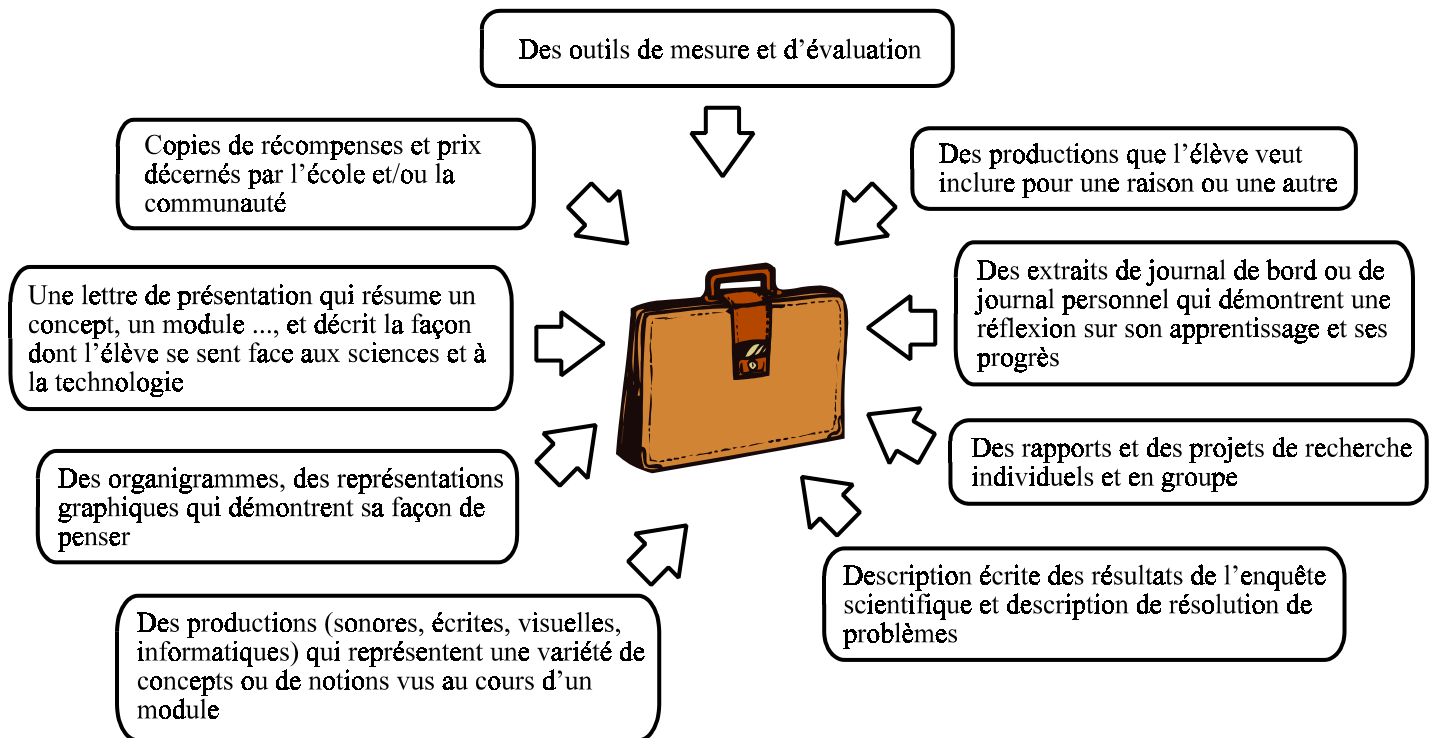 Des outils de mesure et d'évaluation
Copies de récompenses et prix
décernés par l'école et/ou la
communauté
Des productions que l'élève veut
inclure pour une raison ou une autre
Une lettre de présentation qui résume un
concept, un module ..., et décrit la façon
dont l'élève se sent face aux sciences et à
la technologie
Des extraits de journal de bord ou de
journal personnel qui démontrent une
réflexion sur son apprentissage et ses
progrès
Des organigrammes, des représentations
graphiques qui démontrent sa façon de
penser
Des rapports et des projets de recherche
individuels et en groupe
Des productions (sonores, écrites, visuelles,
informatiques) qui représentent une variété de
concepts ou de notions vus au cours d'un
module
Description écrite des résultats de l'enquête
scientifique et description de résolution de
problèmes